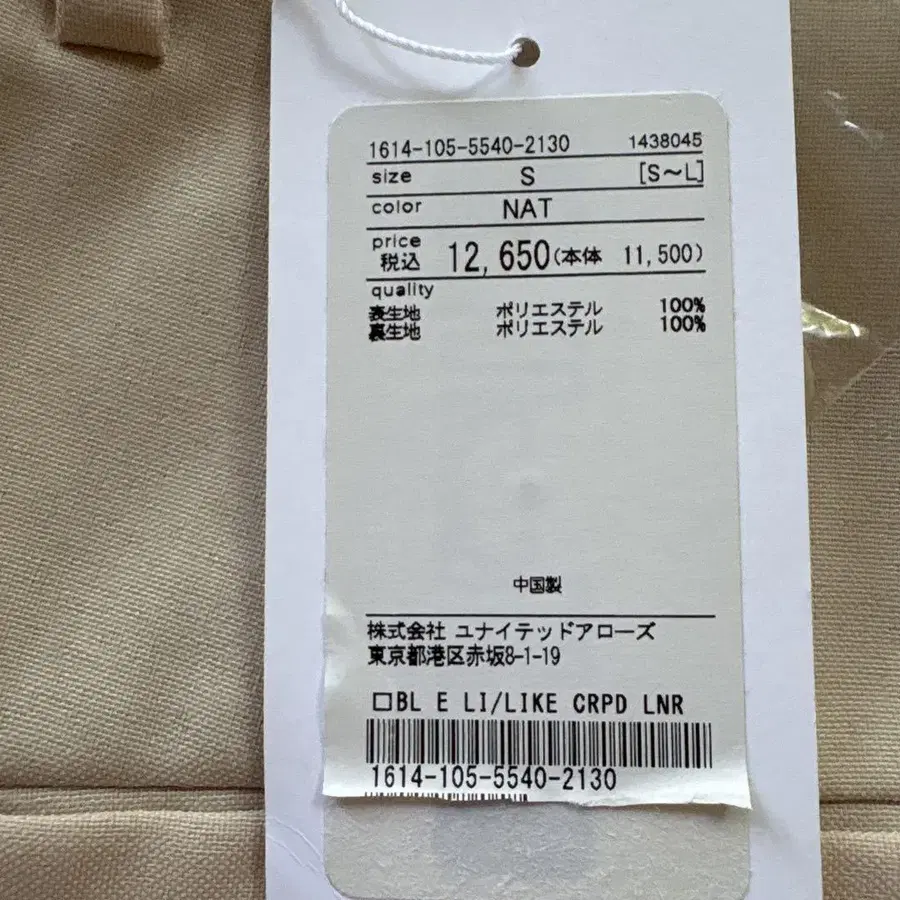 1614-105-5540-2130 1438045
size S [S～L]
color NAT
price
税込 12,650(本体 11,500)
quality
表生地 ポリエステル 100%
裏生地 ポリエステル 100%
中国製
株式会社 ユナイテッドアローズ
東京都港区赤坂8-1-19
□BL E LI/LIKE CRPD LNR
1614-105-5540-2130